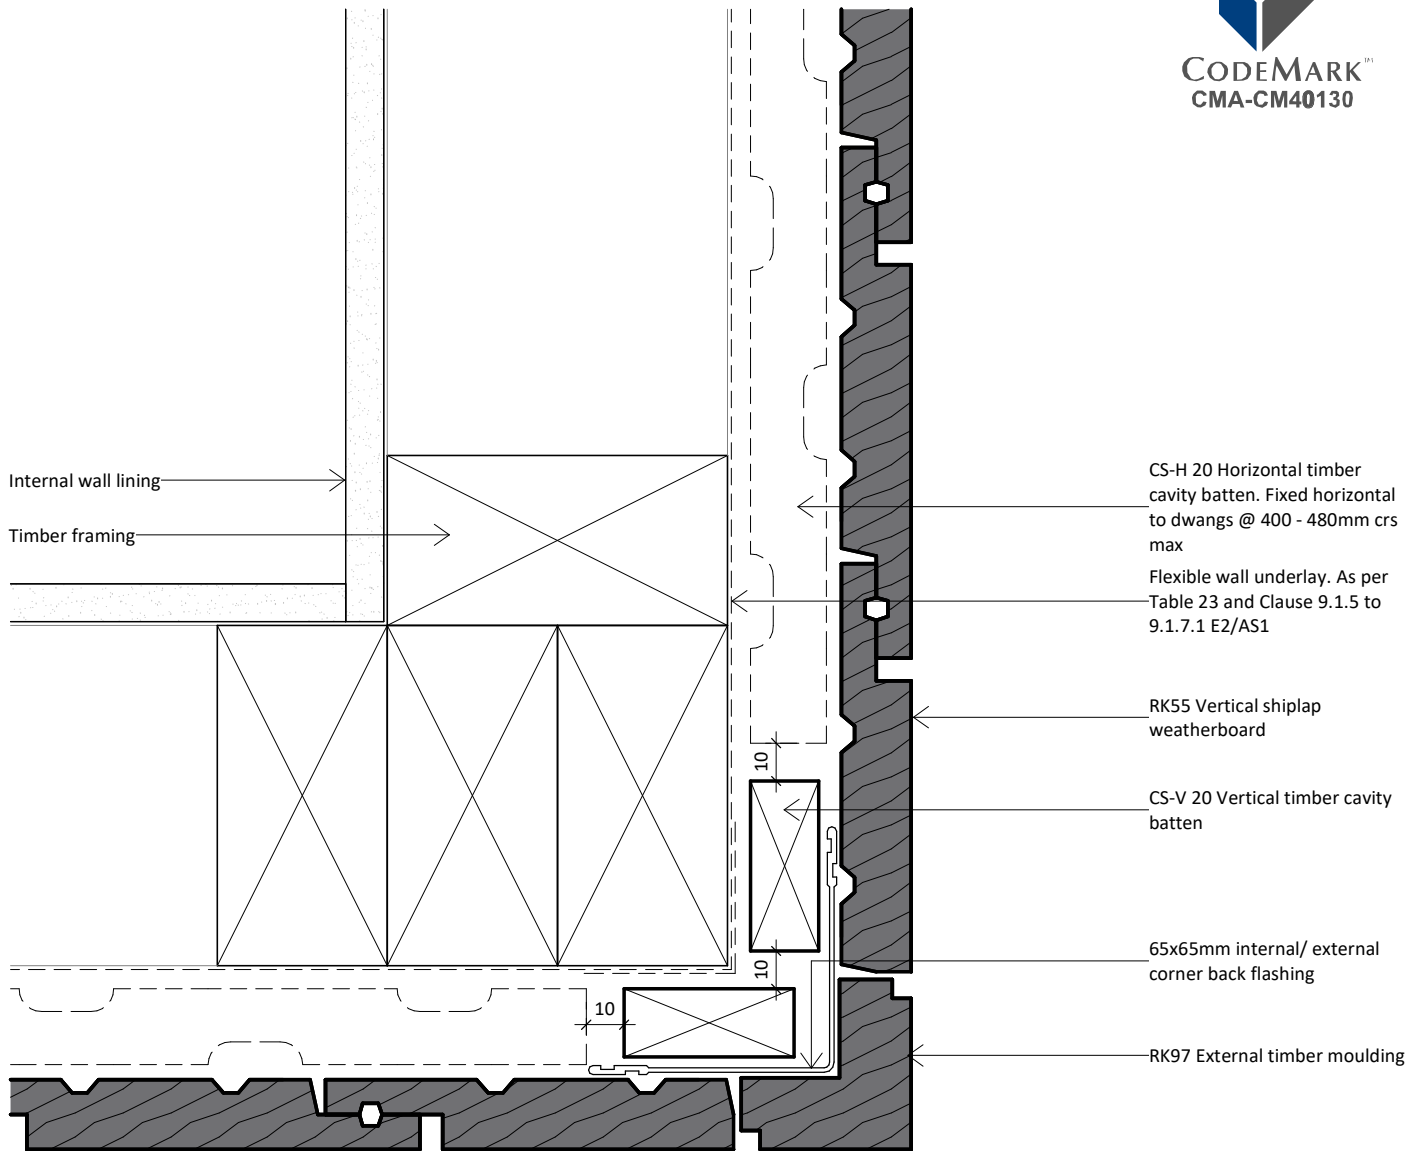 CODEMARK™
CMA-CM40130
Internal wall lining
Timber framing
CS-H 20 Horizontal timber
cavity batten. Fixed horizontal
to dwangs @ 400 - 480mm crs
max
Flexible wall underlay. As per
Table 23 and Clause 9.1.5 to
9.1.7.1 E2/AS1
RK55 Vertical shiplap
weatherboard
10
CS-V 20 Vertical timber cavity
batten
65x65mm internal/ external
corner back flashing
10
10
RK97 External timber moulding